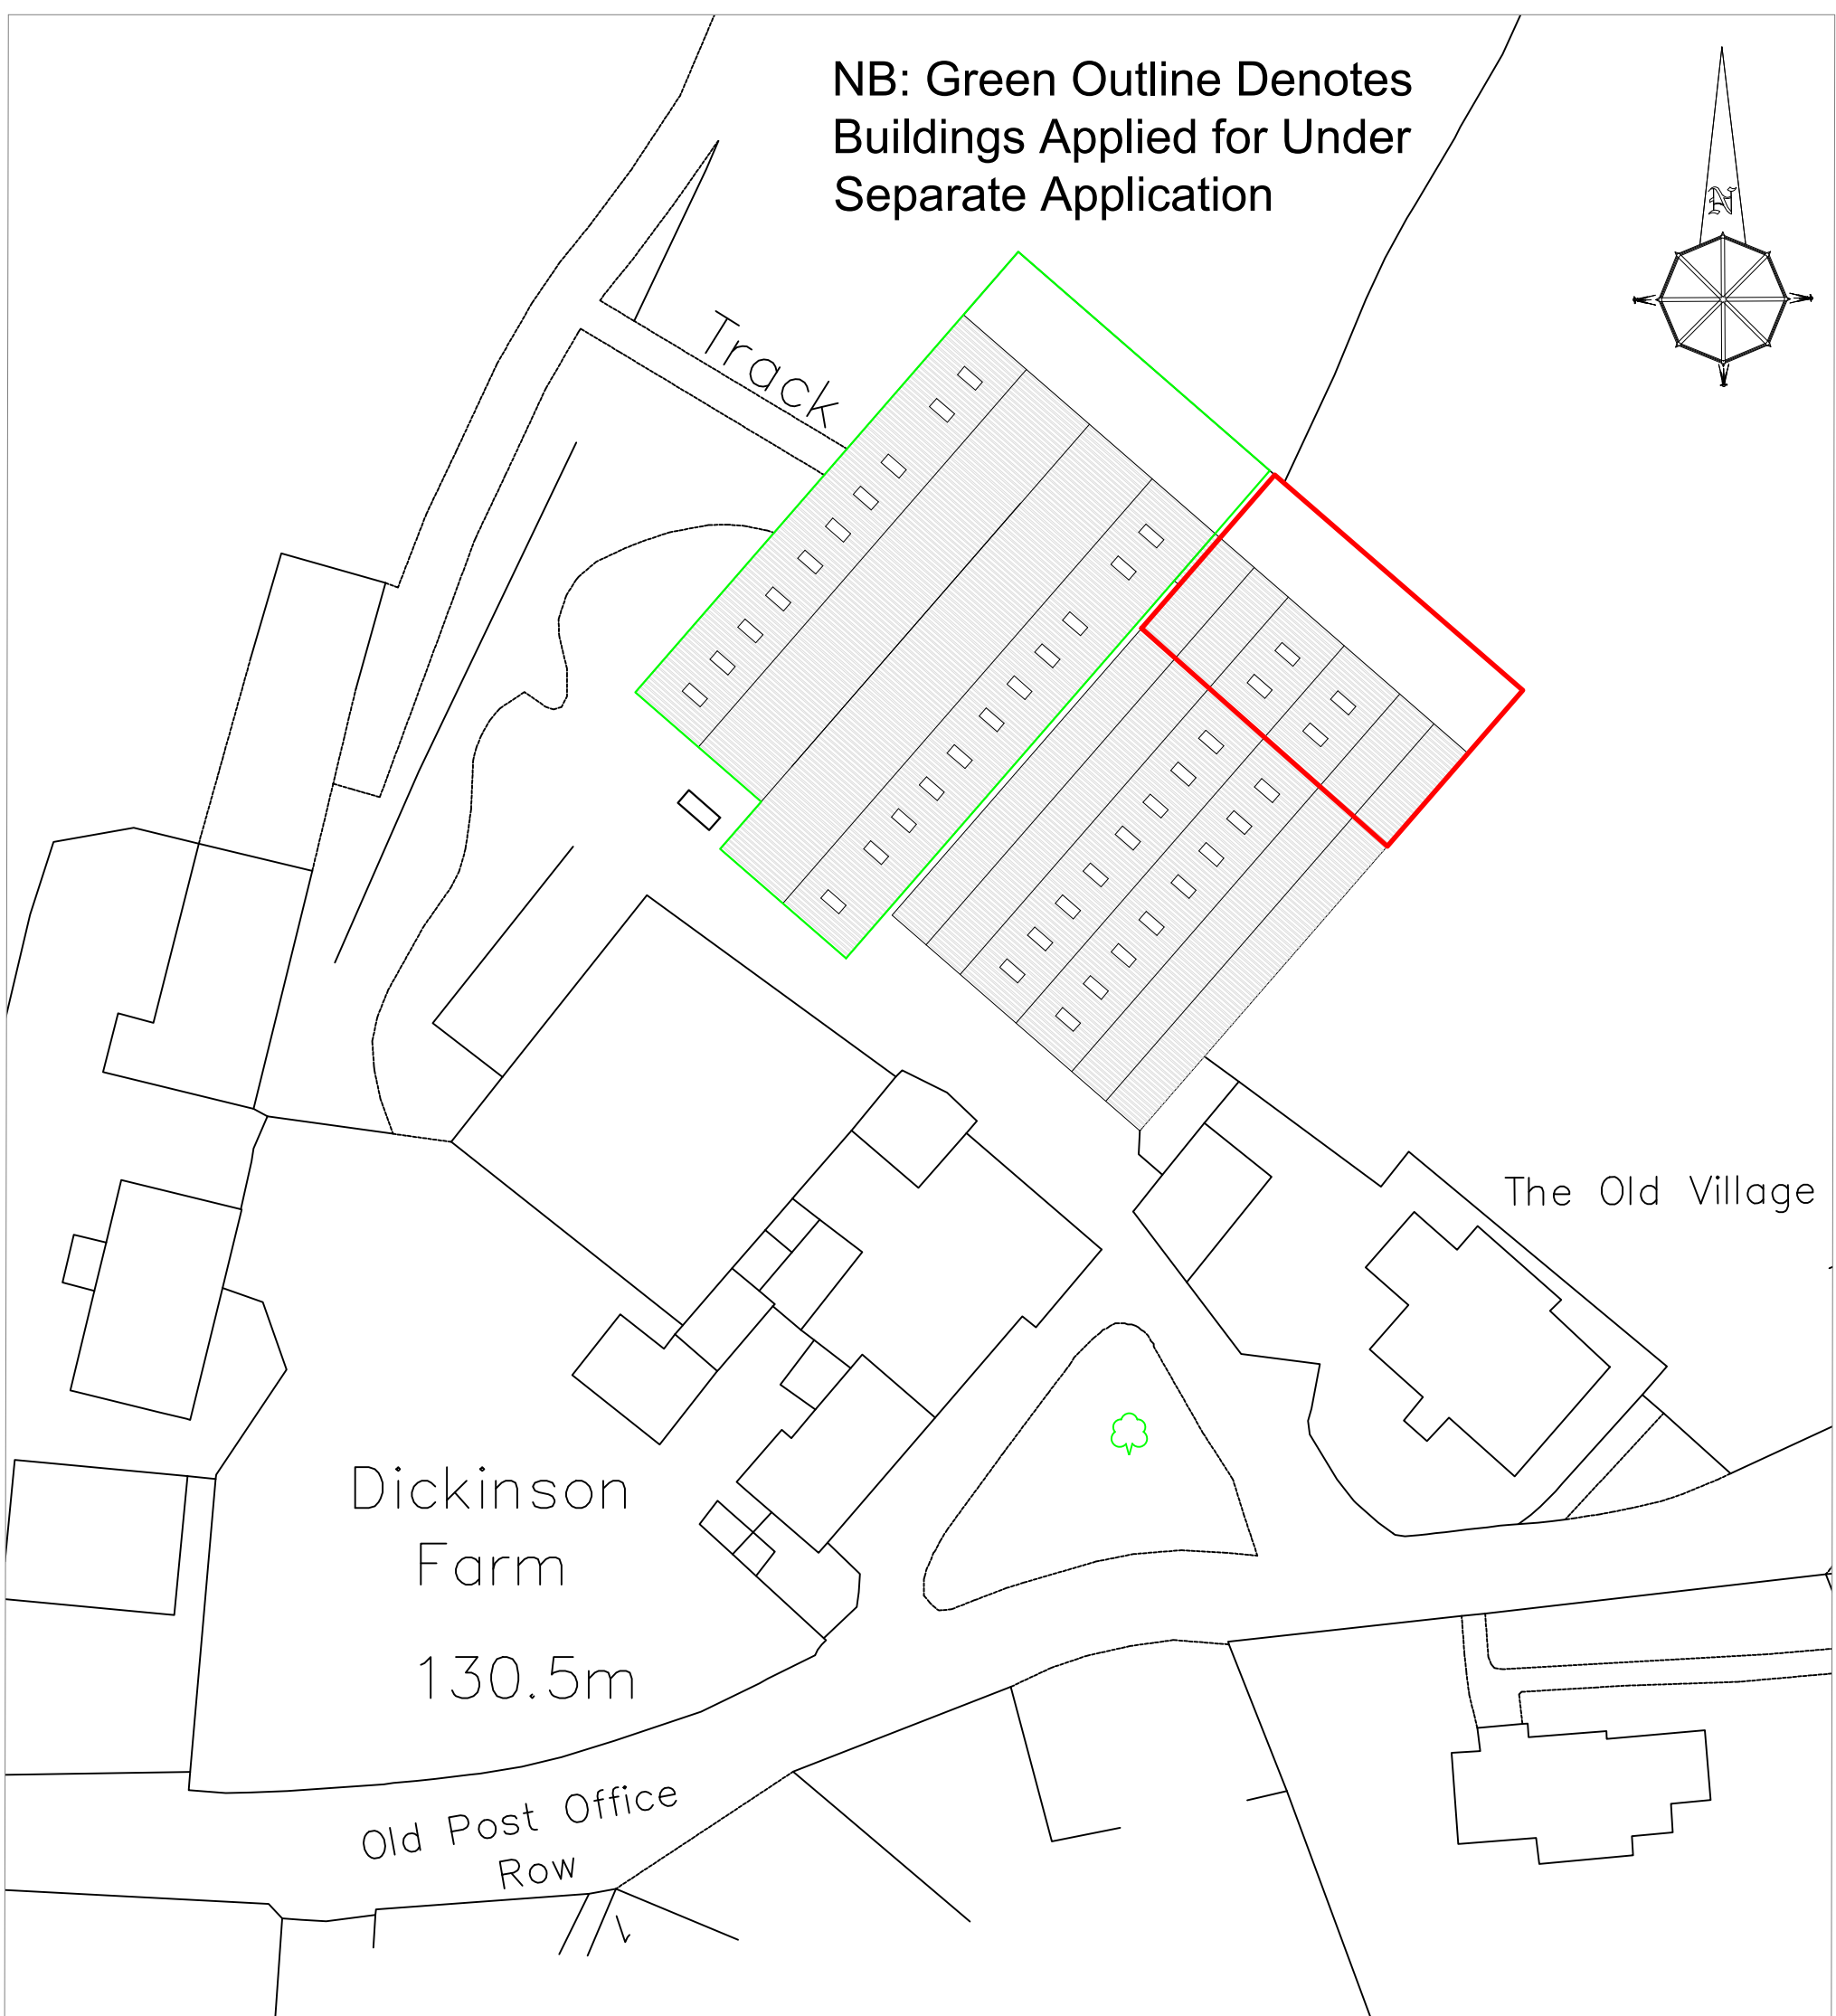 NB: Green Outline Denotes
Buildings Applied for Under
Separate Application
N
Track
The Old Village
Dickinson
Farm
130.5m
Old Post Office
Row